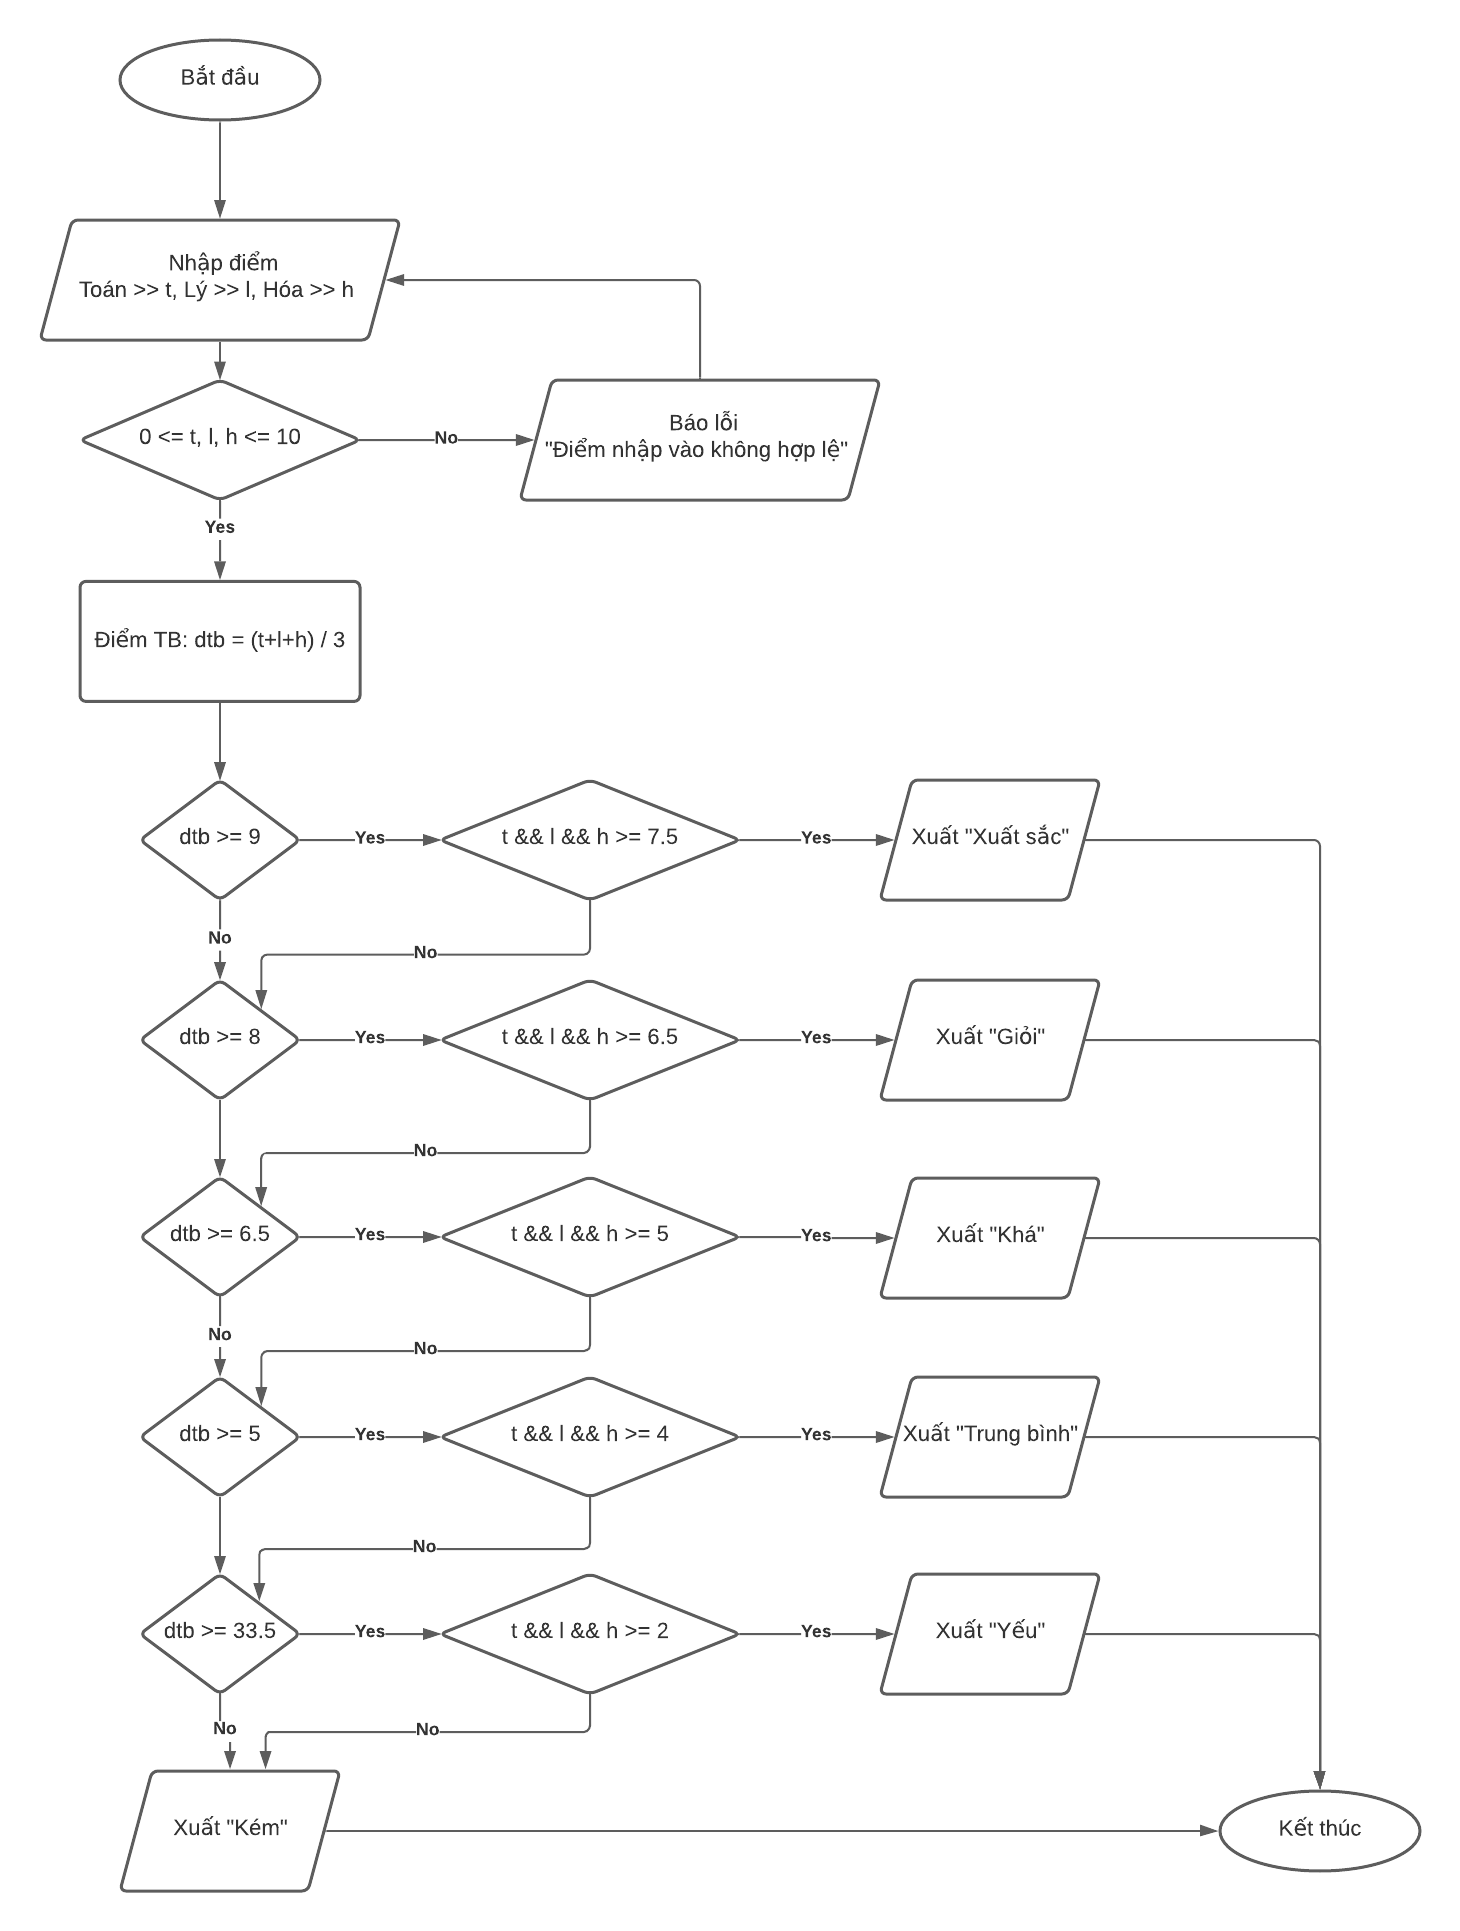 Bắt đầu
Nhập điểm
Toán >> t, Lý >> l, Hóa >> h
0 <= t, l, h <= 10
No
Báo lỗi
"Điểm nhập vào không hợp lệ"
Yes
Điểm TB: dtb = (t+l+h) / 3
dtb >= 9
Yes
t && l && h >= 7.5
Yes
Xuất "Xuất sắc"
No
No
dtb >= 8
Yes
t && l && h >= 6.5
Yes
Xuất "Giỏi"
No
dtb >= 6.5
Yes
t && l && h >= 5
Yes
Xuất "Khá"
No
No
dtb >= 5
Yes
t && l && h >= 4
Yes
Xuất "Trung bình"
No
dtb >= 33.5
Yes
t && l && h >= 2
Yes
Xuất "Yếu"
No
No
Xuất "Kém"
Kết thúc